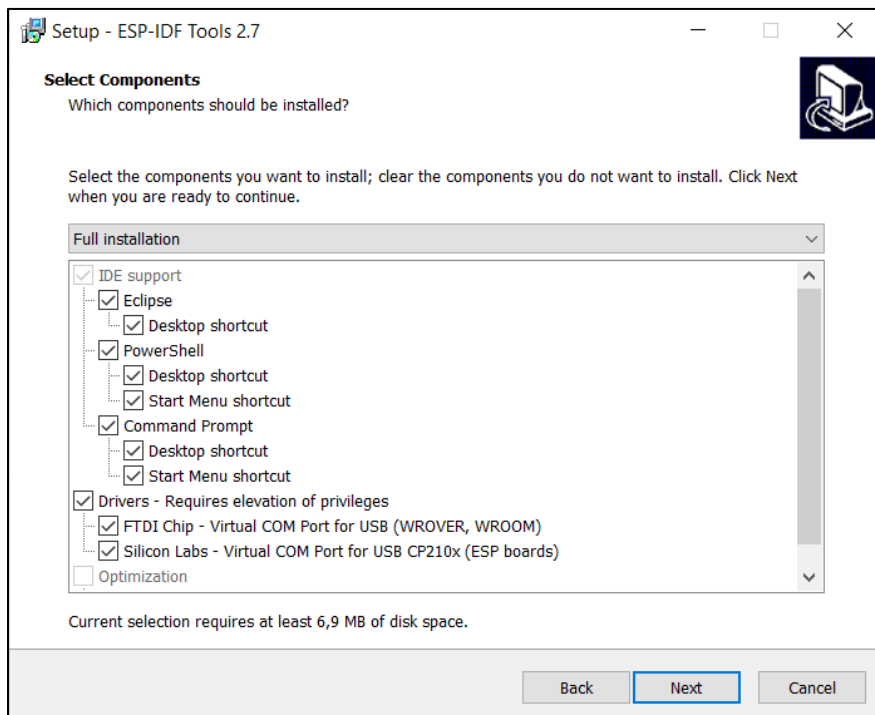 Setup - ESP-IDF Tools 2.7
Select Components
Which components should be installed?
Select the components you want to install; clear the components you do not want to install. Click Next
when you are ready to continue.
Full installation
IDE support
Eclipse
Desktop shortcut
PowerShell
Desktop shortcut
Start Menu shortcut
Command Prompt
Desktop shortcut
Start Menu shortcut
Drivers - Requires elevation of privileges
FTDI Chip - Virtual COM Port for USB (WROVER, WROOM)
Silicon Labs - Virtual COM Port for USB CP210x (ESP boards)
Optimization
Current selection requires at least 6,9 MB of disk space.
Back Next Cancel